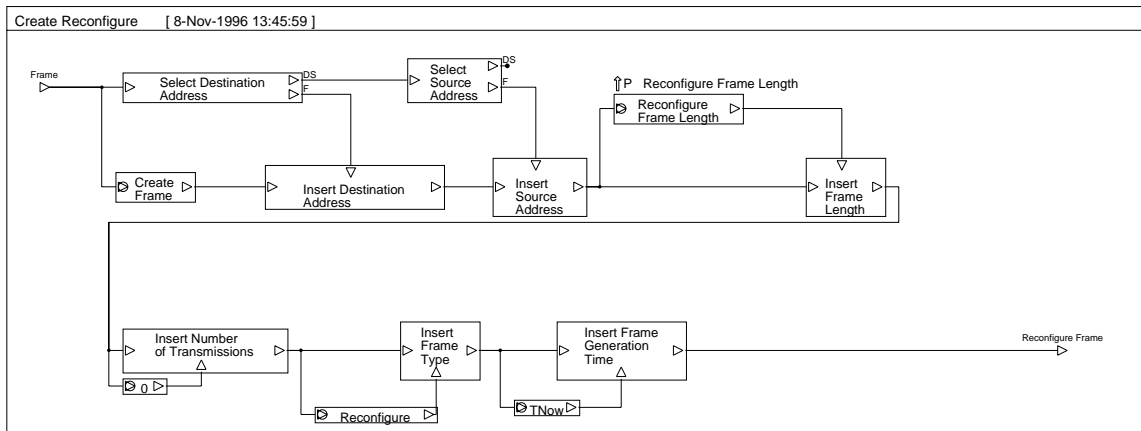 Create Reconfigure [ 8-Nov-1996 13:45:59 ]
Frame
Select Destination
Address
DS
F
Select
Source
Address
DS
F
P Reconfigure Frame Length
Reconfigure
Frame Length
Create
Frame
Insert Destination
Address
Insert
Source
Address
Insert
Frame
Length
Insert Number
of Transmissions
Insert
Frame
Type
Insert Frame
Generation
Time
Reconfigure Frame
0
Reconfigure
TNow